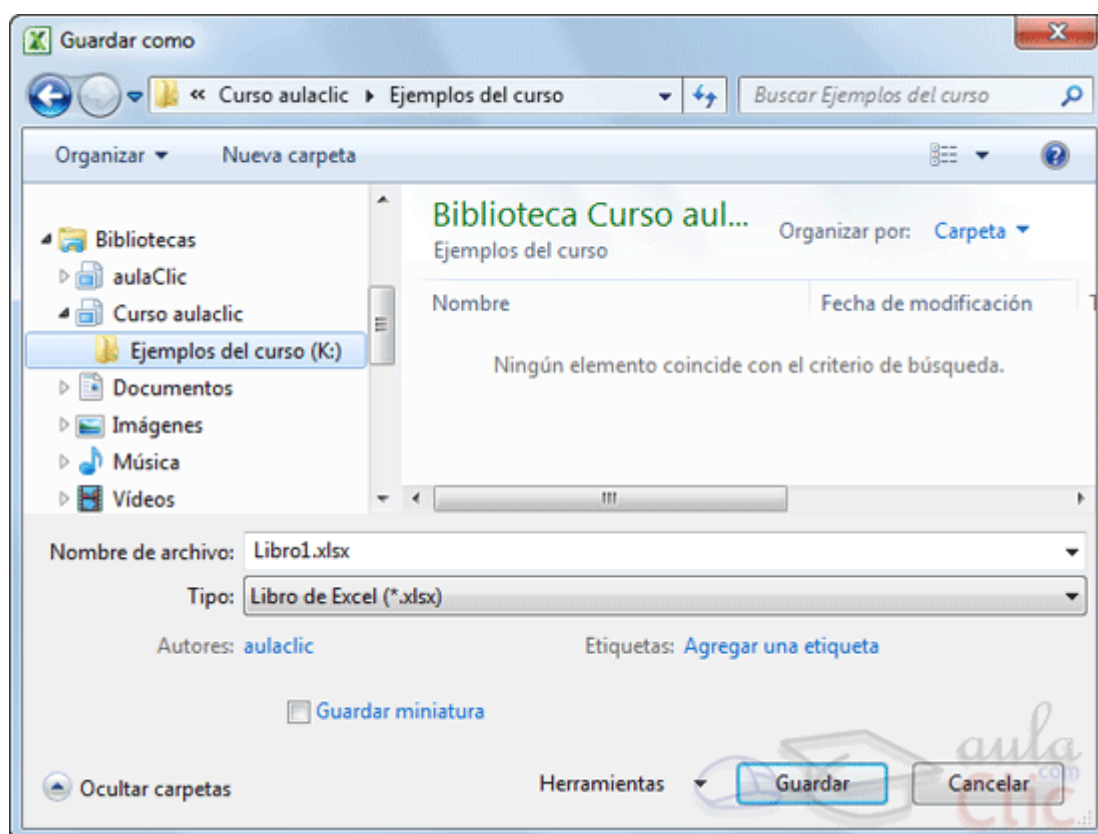 Guardar como
« Curso aulaclic Ejemplos del curso Buscar Ejemplos del curso
Organizar Nueva carpeta
Bibliotecas
aulaClic
Curso aulaclic
Ejemplos del curso (K:)
Documentos
Imágenes
Música
Vídeos
Biblioteca Curso aul...
Ejemplos del curso
Organizar por: Carpeta
Nombre Fecha de modificación T
Ningún elemento coincide con el criterio de búsqueda.
Nombre de archivo: Libro1.xlsx
Tipo: Libro de Excel (*.xlsx)
Autores: aulaclic Etiquetas: Agregar una etiqueta
Guardar miniatura
Ocultar carpetas Herramientas Guardar Cancelar
aula
Clic
.com